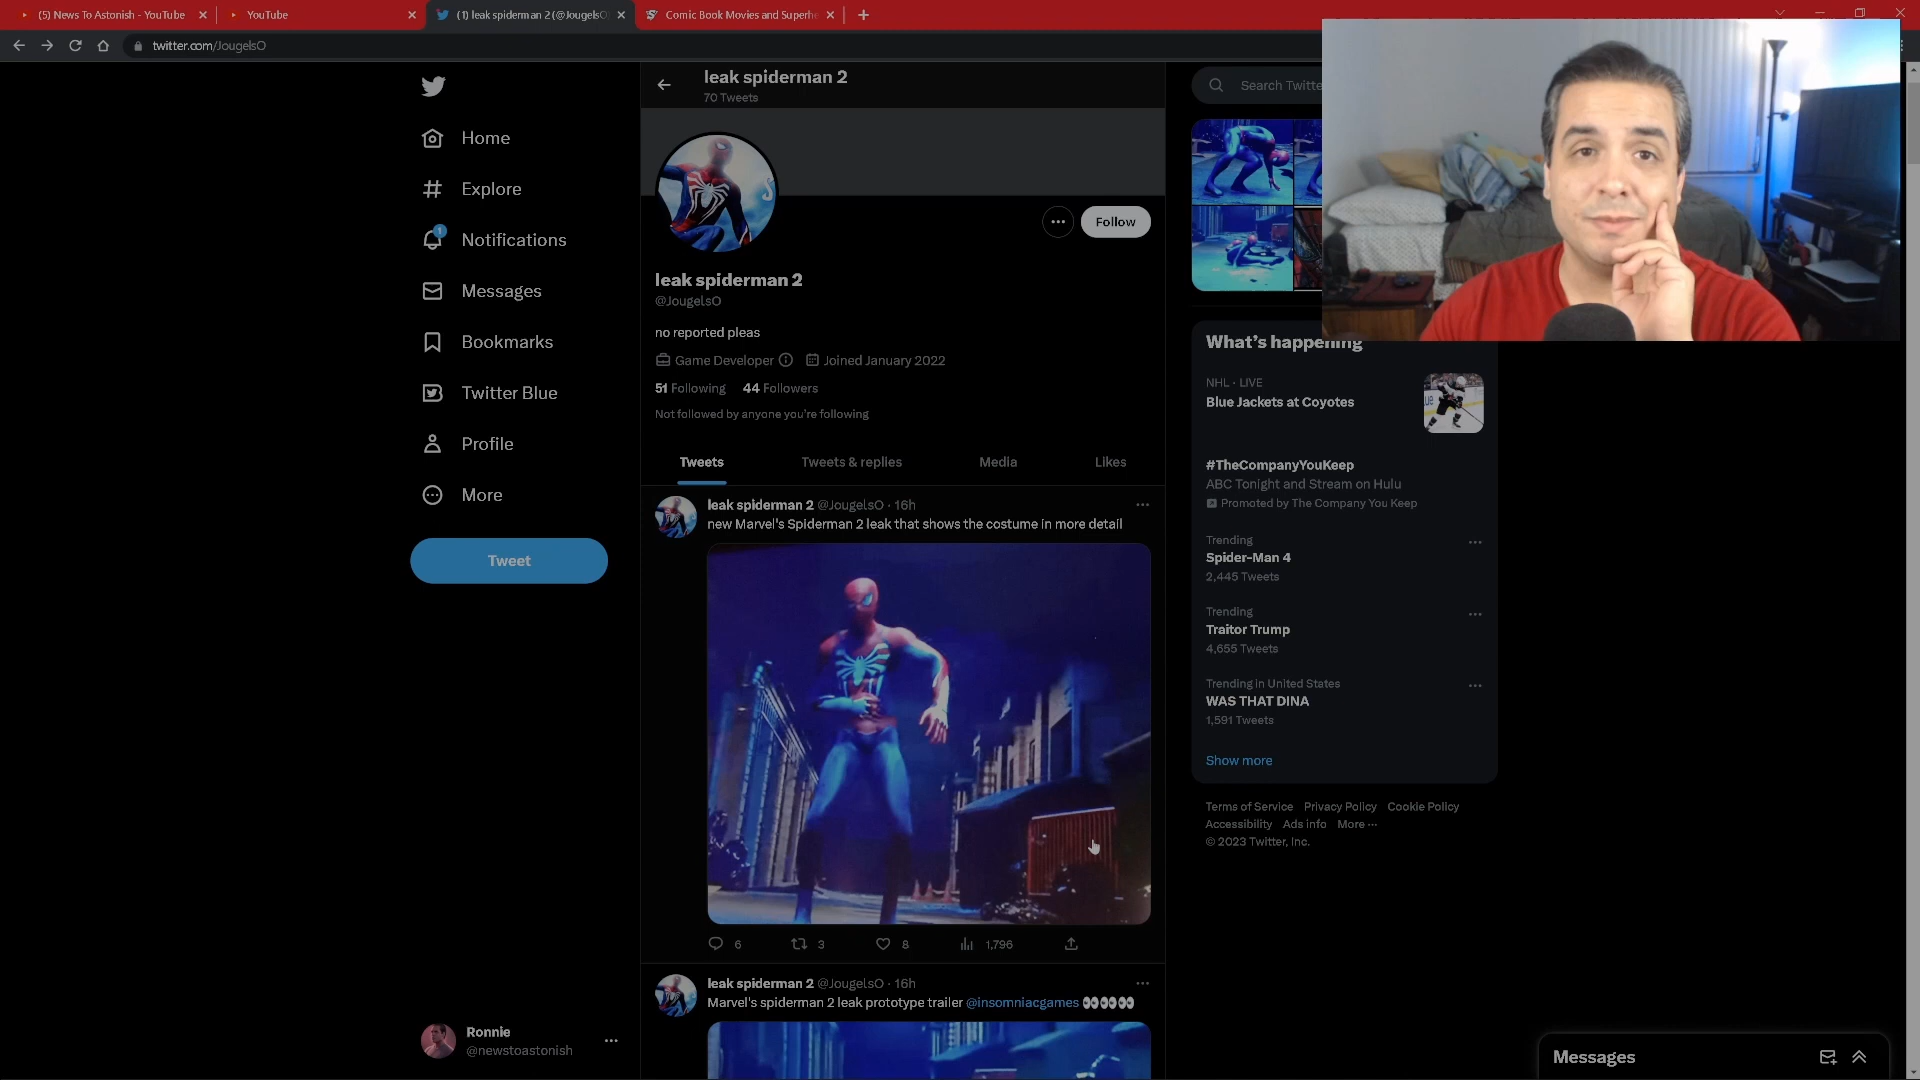 (5) News To Astonish - YouTube
YouTube
(1) leak spiderman 2 (@JougelsO)
Comic Book Movies and Superhe
twitter.com/JougelsO
leak spiderman 2
70 Tweets
Search Twitte
Home
Explore
1
Notifications
Messages
Bookmarks
Twitter Blue
Profile
More
Tweet
Ronnie
@newstoastonish
Follow
leak spiderman 2
@JougelsO
no reported pleas
Game Developer
Joined January 2022
51 Following 44 Followers
Not followed by anyone you're following
Tweets
Tweets & replies
Media
Likes
leak spiderman 2 @JougelsO · 16h
new Marvel's Spiderman 2 leak that shows the costume in more detail
6
3
8
1,796
leak spiderman 2 @JougelsO · 16h
Marvel's spiderman 2 leak prototype trailer @insomniacgames 👀👀👀
What's happening
NHL · LIVE
Blue Jackets at Coyotes
#TheCompanyYouKeep
ABC Tonight and Stream on Hulu
Promoted by The Company You Keep
Trending
Spider-Man 4
2,445 Tweets
Trending
Traitor Trump
4,655 Tweets
Trending in United States
WAS THAT DINA
1,591 Tweets
Show more
Terms of Service Privacy Policy Cookie Policy
Accessibility Ads info More ···
© 2023 Twitter, Inc.
Messages